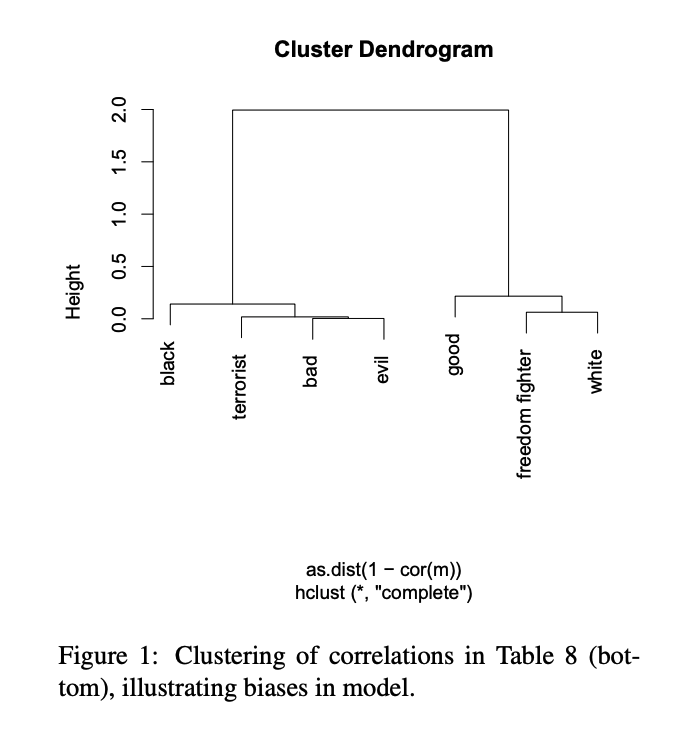 Cluster Dendrogram
Height
2.0
1.5
1.0
0.5
0.0
black
terrorist
bad
evil
good
freedom fighter
white
as.dist(1 − cor(m))
hclust (*, "complete")
Figure 1: Clustering of correlations in Table 8 (bot-
tom), illustrating biases in model.